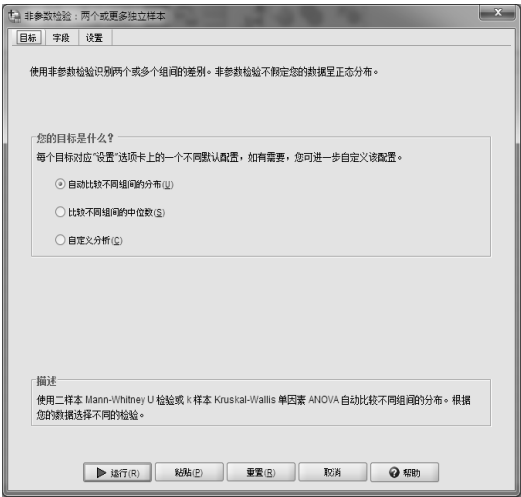 非参数检验：两个或更多独立样本
目标 字段 设置
使用非参数检验识别两个或多个组间的差别。非参数检验不假定您的数据呈正态分布。
您的目标是什么？
每个目标对应“设置”选项卡上的一个不同默认配置，如有需要，您可进一步自定义该配置。
自动比较不同组间的分布(U)
比较不同组间的中位数(S)
自定义分析(C)
描述
使用二样本 Mann-Whitney U 检验或 k 样本 Kruskal-Wallis 单因素 ANOVA 自动比较不同组间的分布。根据
您的数据选择不同的检验。
运行(R) 粘贴(P) 重置(R) 取消 帮助